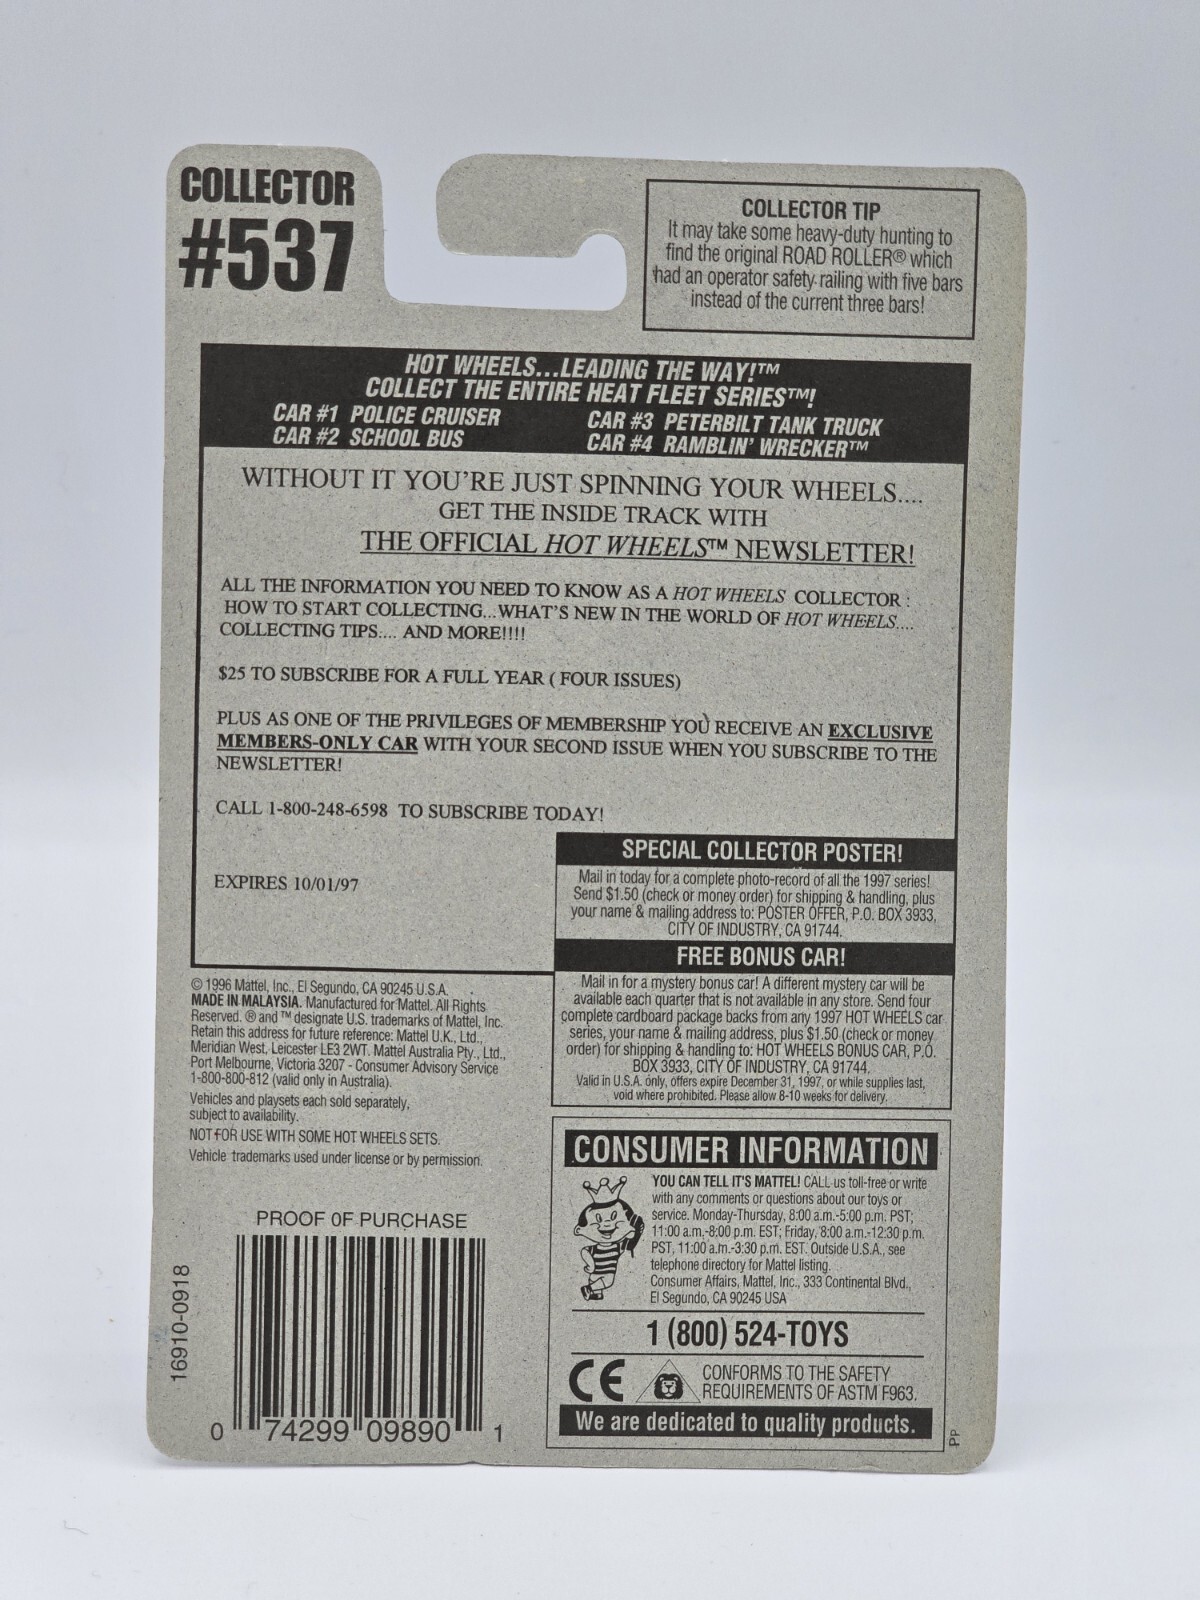 COLLECTOR
#537
COLLECTOR TIP
It may take some heavy-duty hunting to
find the original ROAD ROLLER® which
had an operator safety railing with five bars
instead of the current three bars!
HOT WHEELS...LEADING THE WAY!™
COLLECT THE ENTIRE HEAT FLEET SERIES™!
CAR #1 POLICE CRUISER
CAR #2 SCHOOL BUS
CAR #3 PETERBILT TANK TRUCK
CAR #4 RAMBLIN' WRECKER™
WITHOUT IT YOU'RE JUST SPINNING YOUR WHEELS....
GET THE INSIDE TRACK WITH
THE OFFICIAL HOT WHEELS™ NEWSLETTER!
ALL THE INFORMATION YOU NEED TO KNOW AS A HOT WHEELS COLLECTOR :
HOW TO START COLLECTING...WHAT'S NEW IN THE WORLD OF HOT WHEELS....
COLLECTING TIPS.... AND MORE!!!!
$25 TO SUBSCRIBE FOR A FULL YEAR ( FOUR ISSUES)
PLUS AS ONE OF THE PRIVILEGES OF MEMBERSHIP YOU RECEIVE AN EXCLUSIVE
MEMBERS-ONLY CAR WITH YOUR SECOND ISSUE WHEN YOU SUBSCRIBE TO THE
NEWSLETTER!
CALL 1-800-248-6598 TO SUBSCRIBE TODAY!
EXPIRES 10/01/97
SPECIAL COLLECTOR POSTER!
Mail in today for a complete photo-record of all the 1997 series!
Send $1.50 (check or money order) for shipping & handling, plus
your name & mailing address to: POSTER OFFER, P.O. BOX 3933,
CITY OF INDUSTRY, CA 91744.
FREE BONUS CAR!
Mail in for a mystery bonus car! A different mystery car will be
available each quarter that is not available in any store. Send four
complete cardboard package backs from any 1997 HOT WHEELS car
series, your name & mailing address, plus $1.50 (check or money
order) for shipping & handling to: HOT WHEELS BONUS CAR, P.O.
BOX 3933, CITY OF INDUSTRY, CA 91744.
Valid in U.S.A. only, offers expire December 31, 1997, or while supplies last,
void where prohibited. Please allow 8-10 weeks for delivery.
© 1996 Mattel, Inc., El Segundo, CA 90245 U.S.A.
MADE IN MALAYSIA. Manufactured for Mattel. All Rights
Reserved. ® and ™ designate U.S. trademarks of Mattel, Inc.
Retain this address for future reference: Mattel U.K., Ltd.,
Meridian West, Leicester LE3 2WT. Mattel Australia Pty., Ltd.,
Port Melbourne, Victoria 3207 - Consumer Advisory Service
1-800-800-812 (valid only in Australia).
Vehicles and playsets each sold separately,
subject to availability.
NOT FOR USE WITH SOME HOT WHEELS SETS.
Vehicle trademarks used under license or by permission.
PROOF OF PURCHASE
16910-0918
0 74299 09890 1
CONSUMER INFORMATION
YOU CAN TELL IT'S MATTEL! CALL us toll-free or write
with any comments or questions about our toys or
service. Monday-Thursday, 8:00 a.m.-5:00 p.m. PST;
11:00 a.m.-8:00 p.m. EST; Friday, 8:00 a.m.-12:30 p.m.
PST, 11:00 a.m.-3:30 p.m. EST. Outside U.S.A., see
telephone directory for Mattel listing.
Consumer Affairs, Mattel, Inc., 333 Continental Blvd.,
El Segundo, CA 90245 USA
1 (800) 524-TOYS
CE
CONFORMS TO THE SAFETY
REQUIREMENTS OF ASTM F963.
We are dedicated to quality products.
PP